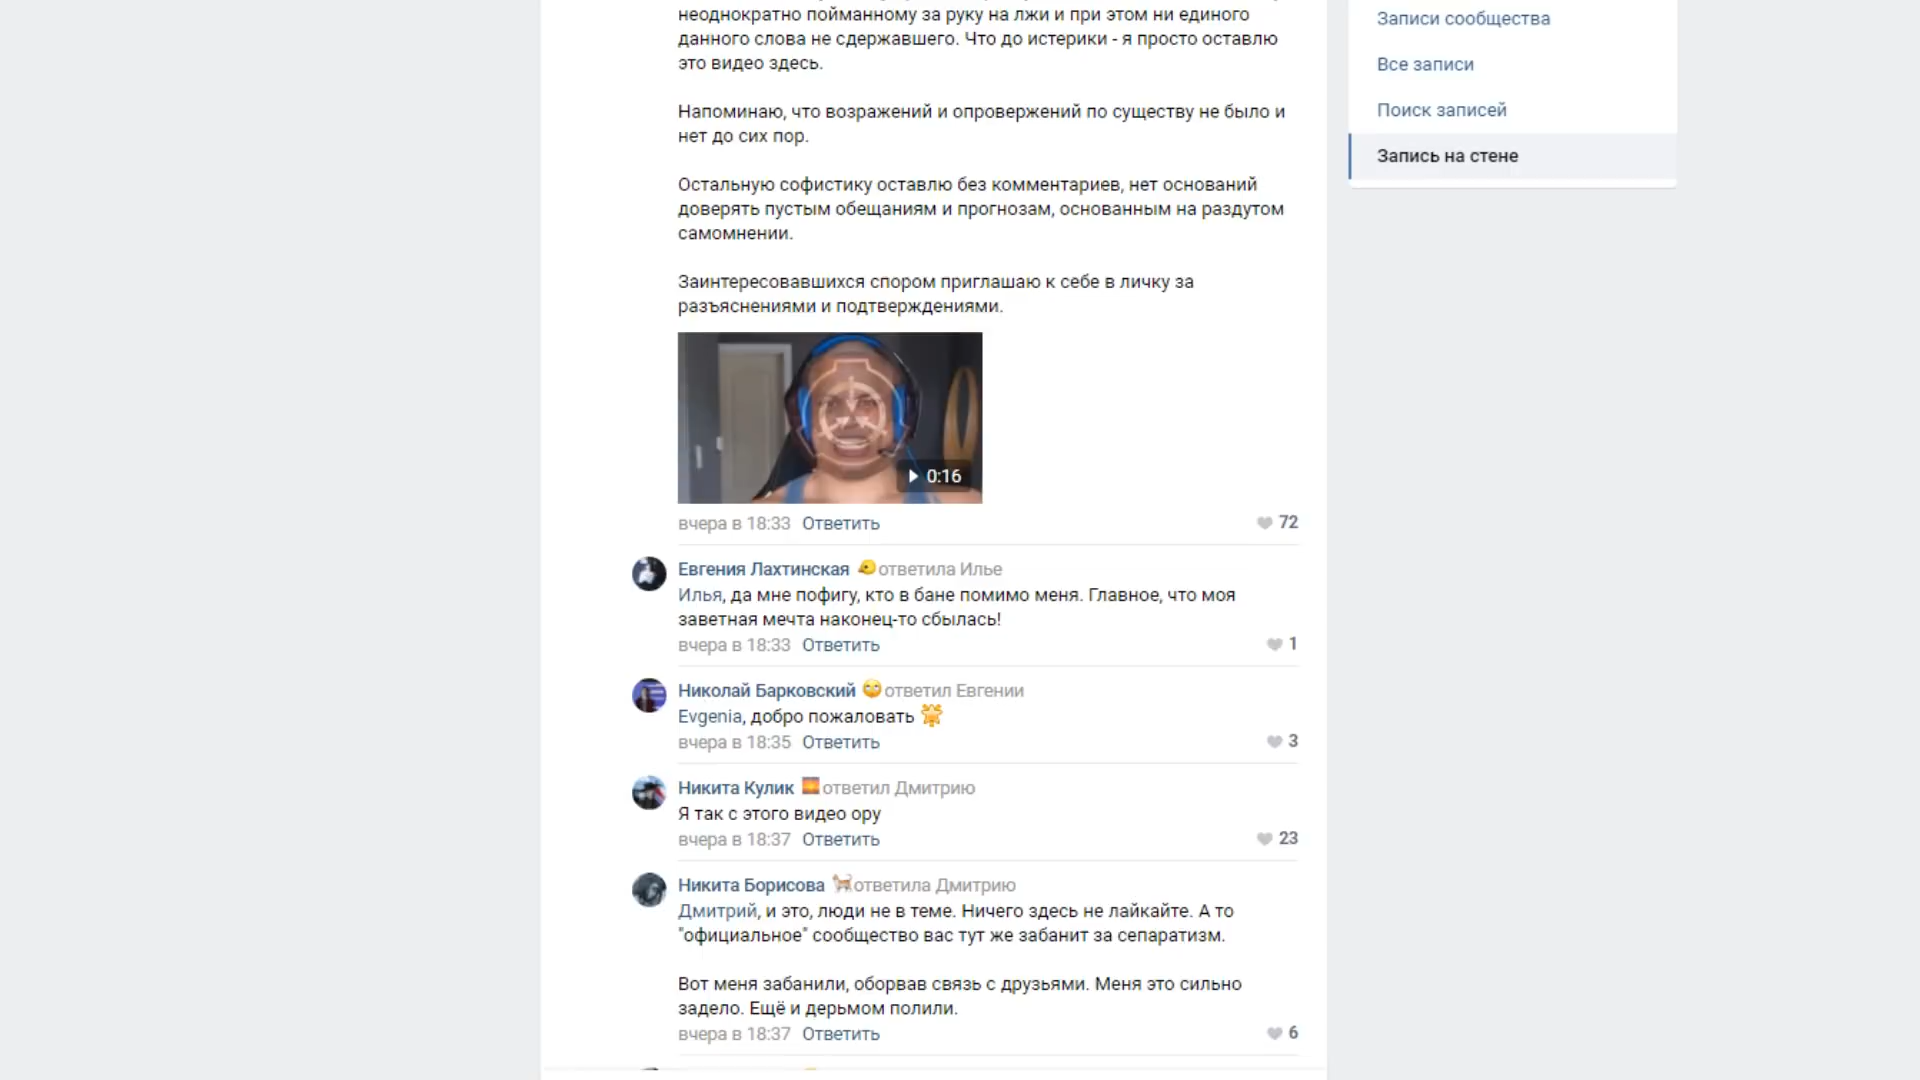 неоднократно пойманному за руку на лжи и при этом ни единого
данного слова не сдержавшего. Что до истерики - я просто оставлю
это видео здесь.
Напоминаю, что возражений и опровержений по существу не было и
нет до сих пор.
Остальную софистику оставлю без комментариев, нет оснований
доверять пустым обещаниям и прогнозам, основанным на раздутом
самомнении.
Заинтересовавшихся спором приглашаю к себе в личку за
разъяснениями и подтверждениями.
0:16
вчера в 18:33 Ответить 72
Евгения Лахтинская ответила Илье
Илья, да мне пофигу, кто в бане помимо меня. Главное, что моя
заветная мечта наконец-то сбылась!
вчера в 18:33 Ответить 1
Николай Барковский ответил Евгении
Evgenia, добро пожаловать
вчера в 18:35 Ответить 3
Никита Кулик ответил Дмитрию
Я так с этого видео ору
вчера в 18:37 Ответить 23
Никита Борисова ответила Дмитрию
Дмитрий, и это, люди не в теме. Ничего здесь не лайкайте. А то
"официальное" сообщество вас тут же забанит за сепаратизм.
Вот меня забанили, оборвав связь с друзьями. Меня это сильно
задело. Ещё и дерьмом полили.
вчера в 18:37 Ответить 6
Записи сообщества
Все записи
Поиск записей
Запись на стене